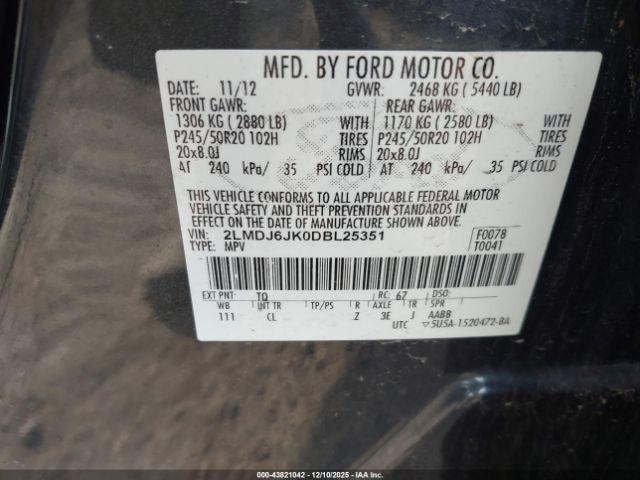 MFD. BY FORD MOTOR CO.
DATE: 11/12 GVWR: 2468 KG ( 5440 LB)
FRONT GAWR: REAR GAWR:
1306 KG ( 2880 LB) WITH 1170 KG ( 2580 LB) WITH
P245/50R20 102H TIRES P245/50R20 102H TIRES
20x8.0J RIMS 20x8.0J RIMS
AT 240 kPa/ 35 PSI COLD AT 240 kPa/ 35 PSI COLD
THIS VEHICLE CONFORMS TO ALL APPLICABLE FEDERAL MOTOR
VEHICLE SAFETY AND THEFT PREVENTION STANDARDS IN
EFFECT ON THE DATE OF MANUFACTURE SHOWN ABOVE.
VIN: 2LMDJ6JK0DBL25351 F0078
TYPE: MPV T0041
EXT PNT: TQ RC: 67 DSO:
WB INT TR TP/PS R AXLE TR SPR
111 CL Z 3E J AABB
UTC ▽5U5A-1520472-BA
000-43821042 - 12/10/2025 - IAA Inc.